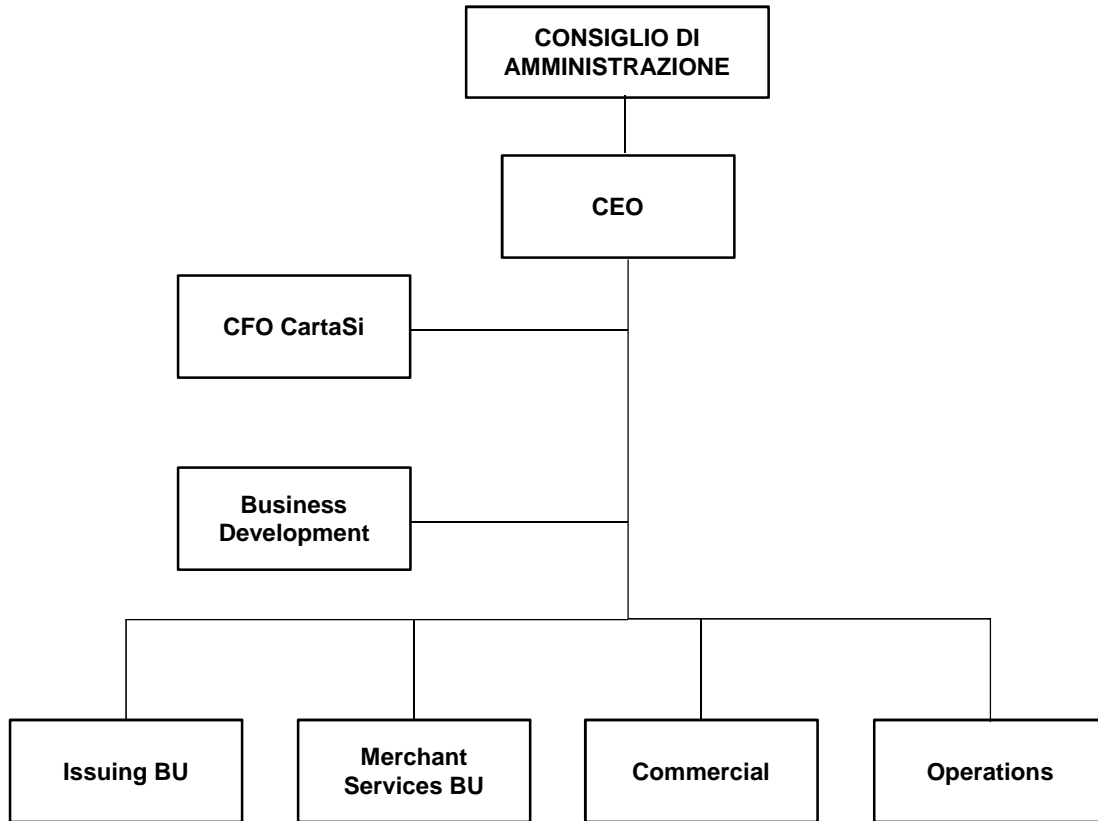 CONSIGLIO DI
AMMINISTRAZIONE
CEO
CFO CartaSi
Business
Development
Issuing BU
Merchant
Services BU
Commercial
Operations